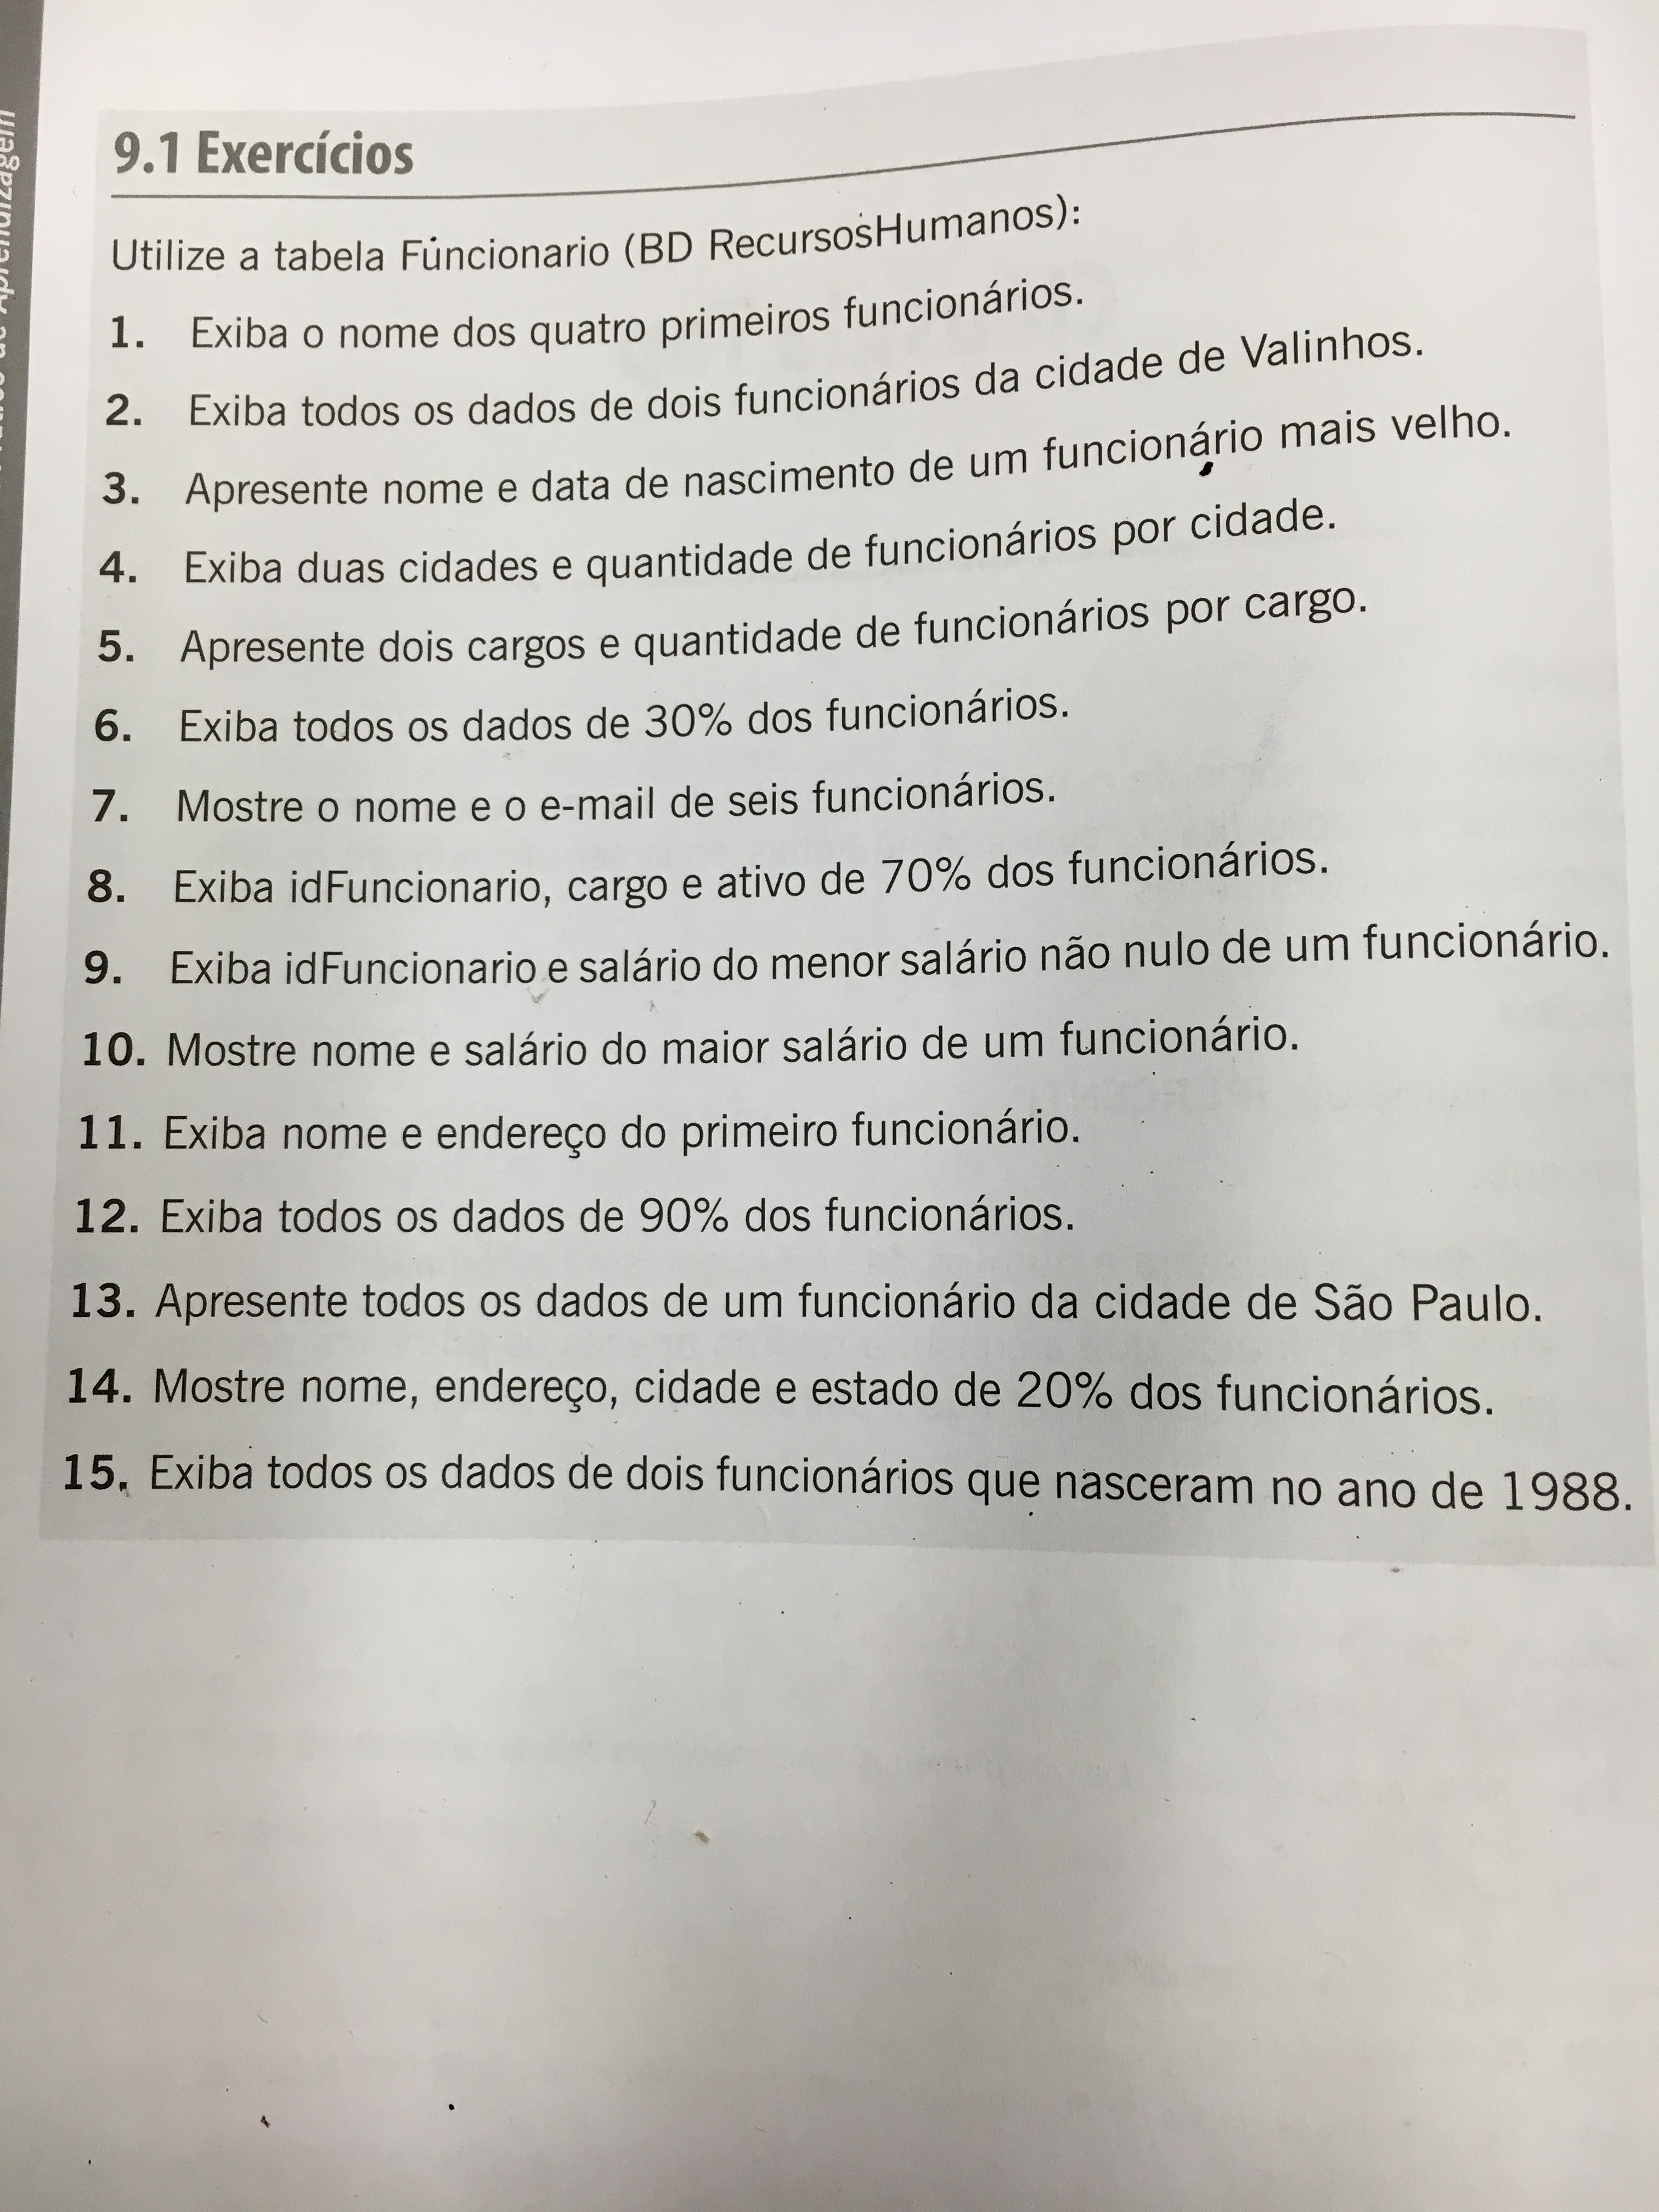 de Aprendizagem
9.1 Exercícios
Utilize a tabela Funcionario (BD RecursosHumanos):
1. Exiba o nome dos quatro primeiros funcionários.
2. Exiba todos os dados de dois funcionários da cidade de Valinhos.
3. Apresente nome e data de nascimento de um funcionário mais velho.
4. Exiba duas cidades e quantidade de funcionários por cidade.
5. Apresente dois cargos e quantidade de funcionários por cargo.
6. Exiba todos os dados de 30% dos funcionários.
7. Mostre o nome e o e-mail de seis funcionários.
8. Exiba idFuncionario, cargo e ativo de 70% dos funcionários.
9. Exiba idFuncionario e salário do menor salário não nulo de um funcionário.
10. Mostre nome e salário do maior salário de um funcionário.
11. Exiba nome e endereço do primeiro funcionário.
12. Exiba todos os dados de 90% dos funcionários.
13. Apresente todos os dados de um funcionário da cidade de São Paulo.
14. Mostre nome, endereço, cidade e estado de 20% dos funcionários.
15. Exiba todos os dados de dois funcionários que nasceram no ano de 1988.